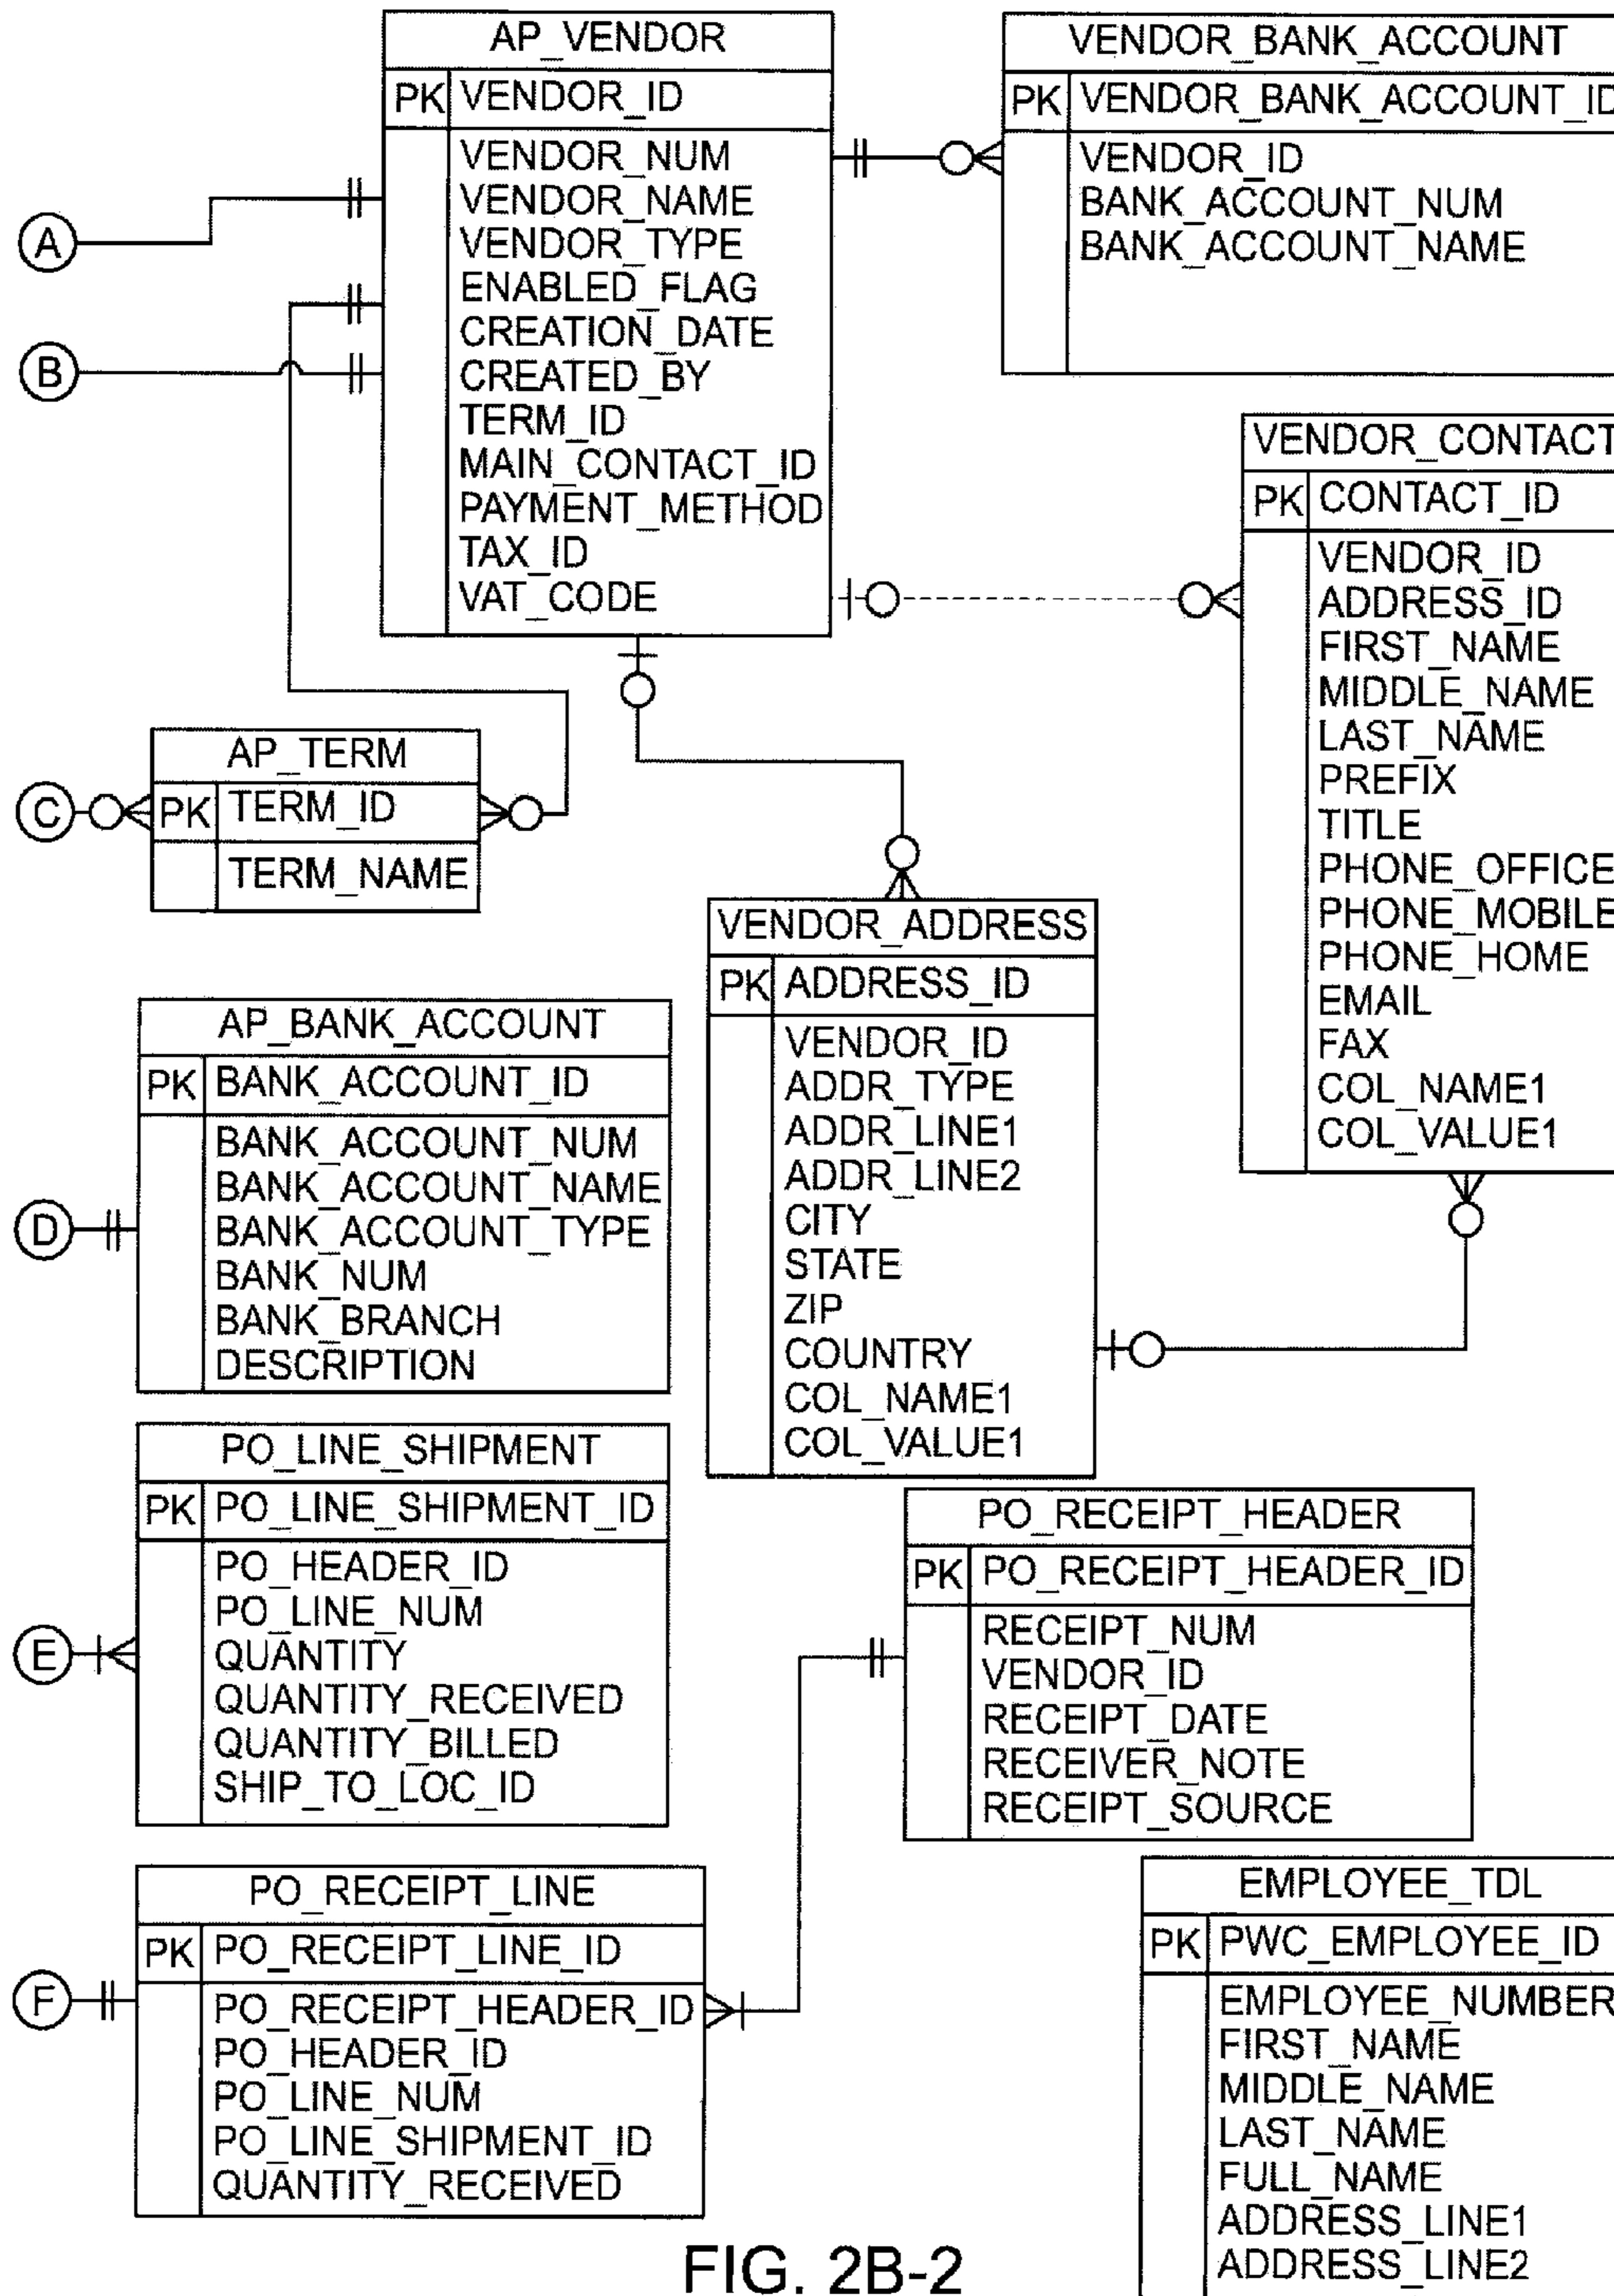 AP_VENDOR
PK VENDOR_ID
VENDOR_NUM
VENDOR_NAME
VENDOR_TYPE
ENABLED_FLAG
CREATION_DATE
CREATED_BY
TERM_ID
MAIN_CONTACT_ID
PAYMENT_METHOD
TAX_ID
VAT_CODE
VENDOR_BANK_ACCOUNT
PK VENDOR_BANK_ACCOUNT_ID
VENDOR_ID
BANK_ACCOUNT_NUM
BANK_ACCOUNT_NAME
A
B
VENDOR_CONTACT
PK CONTACT_ID
VENDOR_ID
ADDRESS_ID
FIRST_NAME
MIDDLE_NAME
LAST_NAME
PREFIX
TITLE
PHONE_OFFICE
PHONE_MOBILE
PHONE_HOME
EMAIL
FAX
COL_NAME1
COL_VALUE1
C
AP_TERM
PK TERM_ID
TERM_NAME
VENDOR_ADDRESS
PK ADDRESS_ID
VENDOR_ID
ADDR_TYPE
ADDR_LINE1
ADDR_LINE2
CITY
STATE
ZIP
COUNTRY
COL_NAME1
COL_VALUE1
D
AP_BANK_ACCOUNT
PK BANK_ACCOUNT_ID
BANK_ACCOUNT_NUM
BANK_ACCOUNT_NAME
BANK_ACCOUNT_TYPE
BANK_NUM
BANK_BRANCH
DESCRIPTION
E
PO_LINE_SHIPMENT
PK PO_LINE_SHIPMENT_ID
PO_HEADER_ID
PO_LINE_NUM
QUANTITY
QUANTITY_RECEIVED
QUANTITY_BILLED
SHIP_TO_LOC_ID
PO_RECEIPT_HEADER
PK PO_RECEIPT_HEADER_ID
RECEIPT_NUM
VENDOR_ID
RECEIPT_DATE
RECEIVER_NOTE
RECEIPT_SOURCE
F
PO_RECEIPT_LINE
PK PO_RECEIPT_LINE_ID
PO_RECEIPT_HEADER_ID
PO_HEADER_ID
PO_LINE_NUM
PO_LINE_SHIPMENT_ID
QUANTITY_RECEIVED
EMPLOYEE_TDL
PK PWC_EMPLOYEE_ID
EMPLOYEE_NUMBER
FIRST_NAME
MIDDLE_NAME
LAST_NAME
FULL_NAME
ADDRESS_LINE1
ADDRESS_LINE2
FIG. 2B-2